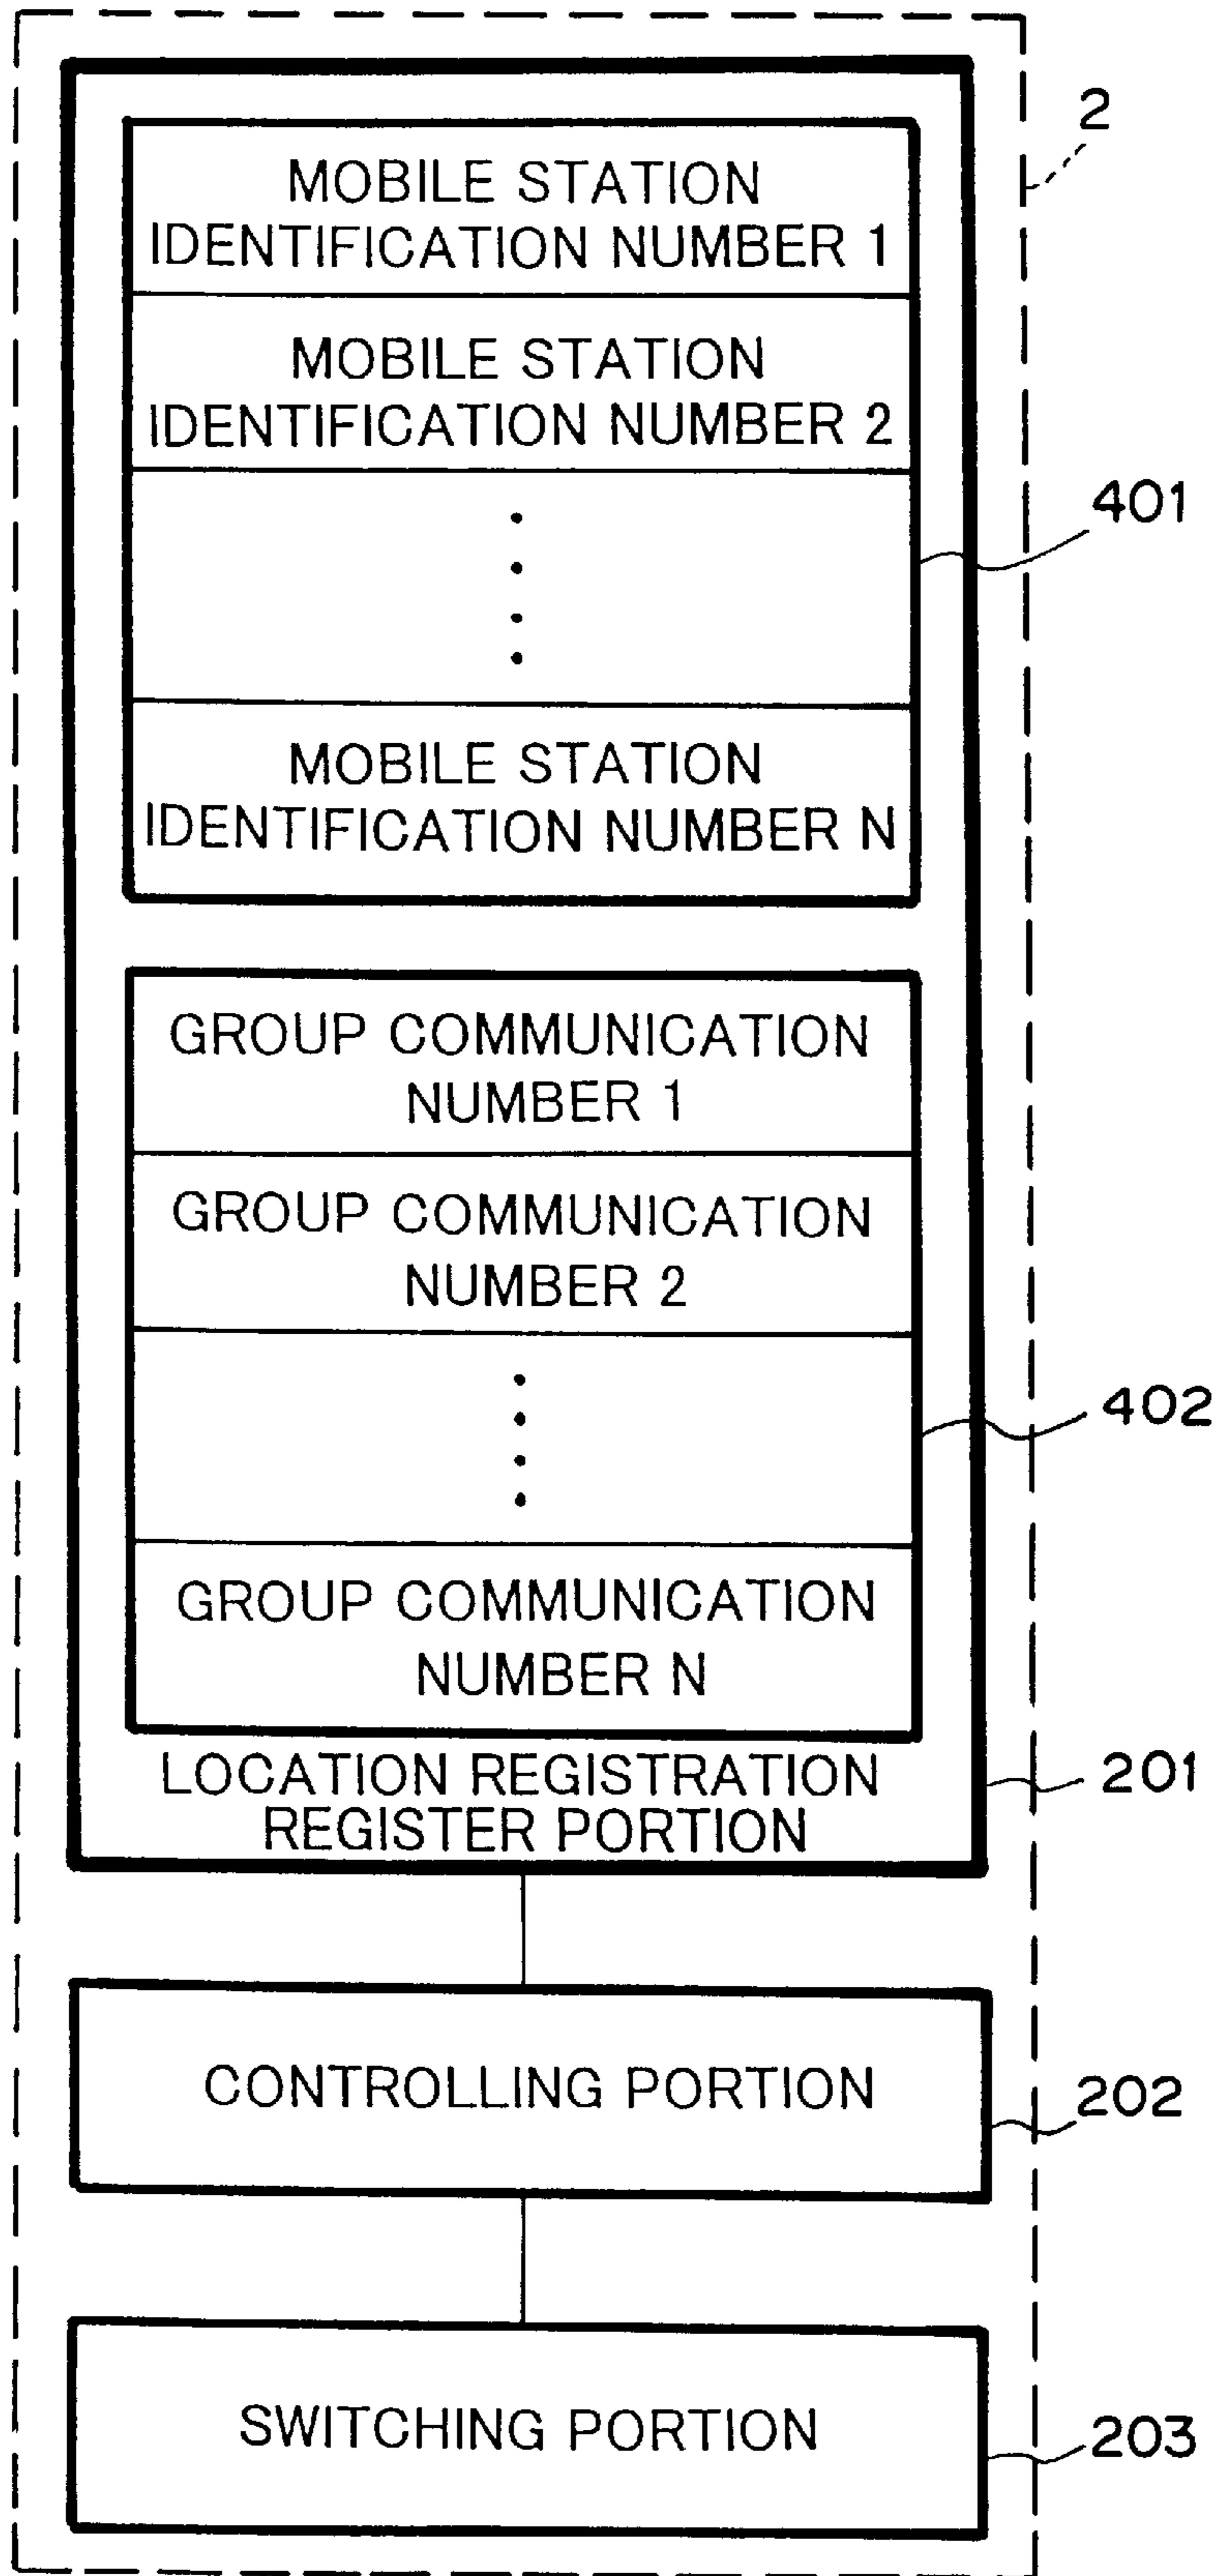 2
MOBILE STATION
IDENTIFICATION NUMBER 1
MOBILE STATION
IDENTIFICATION NUMBER 2
401
MOBILE STATION
IDENTIFICATION NUMBER N
GROUP COMMUNICATION
NUMBER 1
GROUP COMMUNICATION
NUMBER 2
402
GROUP COMMUNICATION
NUMBER N
LOCATION REGISTRATION
REGISTER PORTION
201
CONTROLLING PORTION
202
SWITCHING PORTION
203